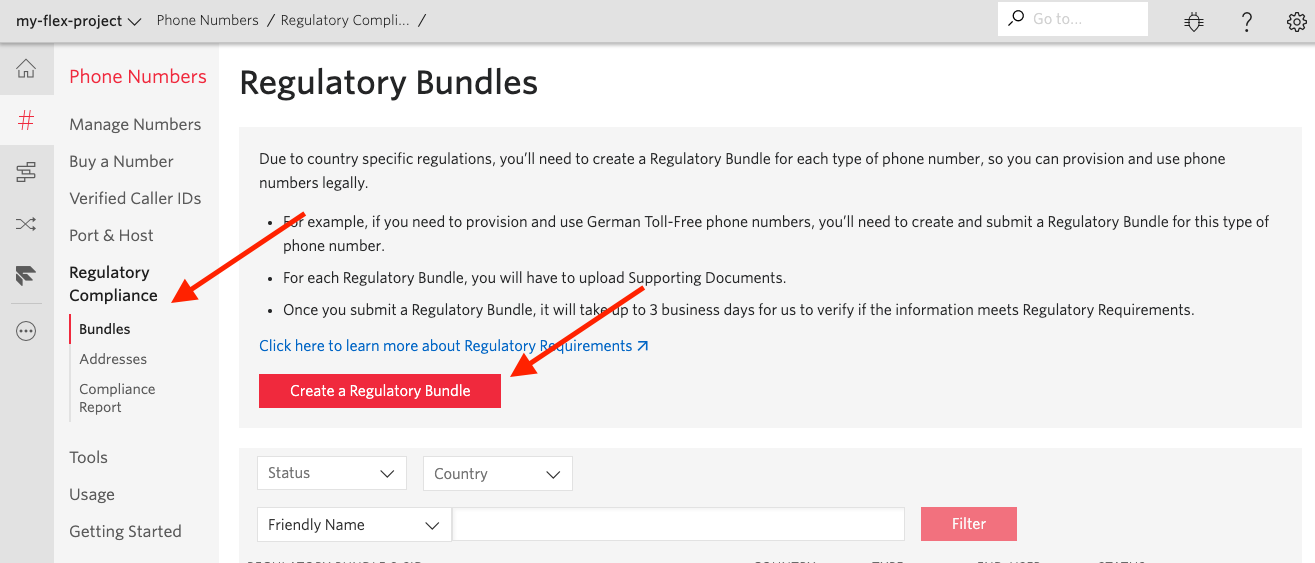 my-flex-project Phone Numbers / Regulatory Compli... / Go to...
Phone Numbers
Manage Numbers
Buy a Number
Verified Caller IDs
Port & Host
Regulatory
Compliance
Bundles
Addresses
Compliance
Report
Tools
Usage
Getting Started
Regulatory Bundles
Due to country specific regulations, you'll need to create a Regulatory Bundle for each type of phone number, so you can provision and use phone
numbers legally.
• For example, if you need to provision and use German Toll-Free phone numbers, you'll need to create and submit a Regulatory Bundle for this type of
phone number.
• For each Regulatory Bundle, you will have to upload Supporting Documents.
• Once you submit a Regulatory Bundle, it will take up to 3 business days for us to verify if the information meets Regulatory Requirements.
Click here to learn more about Regulatory Requirements
Create a Regulatory Bundle
Status Country
Friendly Name Filter